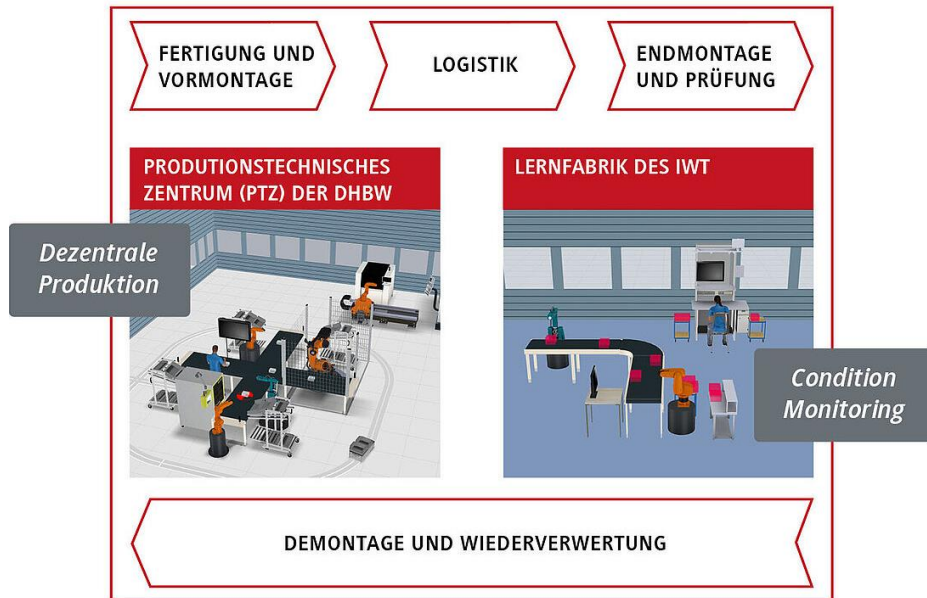 FERTIGUNG UND
VORMONTAGE
LOGISTIK
ENDMONTAGE
UND PRÜFUNG
PRODUTIONSTECHNISCHES
ZENTRUM (PTZ) DER DHBW
LERNFABRIK DES IWT
Dezentrale
Produktion
Condition
Monitoring
DEMONTAGE UND WIEDERVERWERTUNG